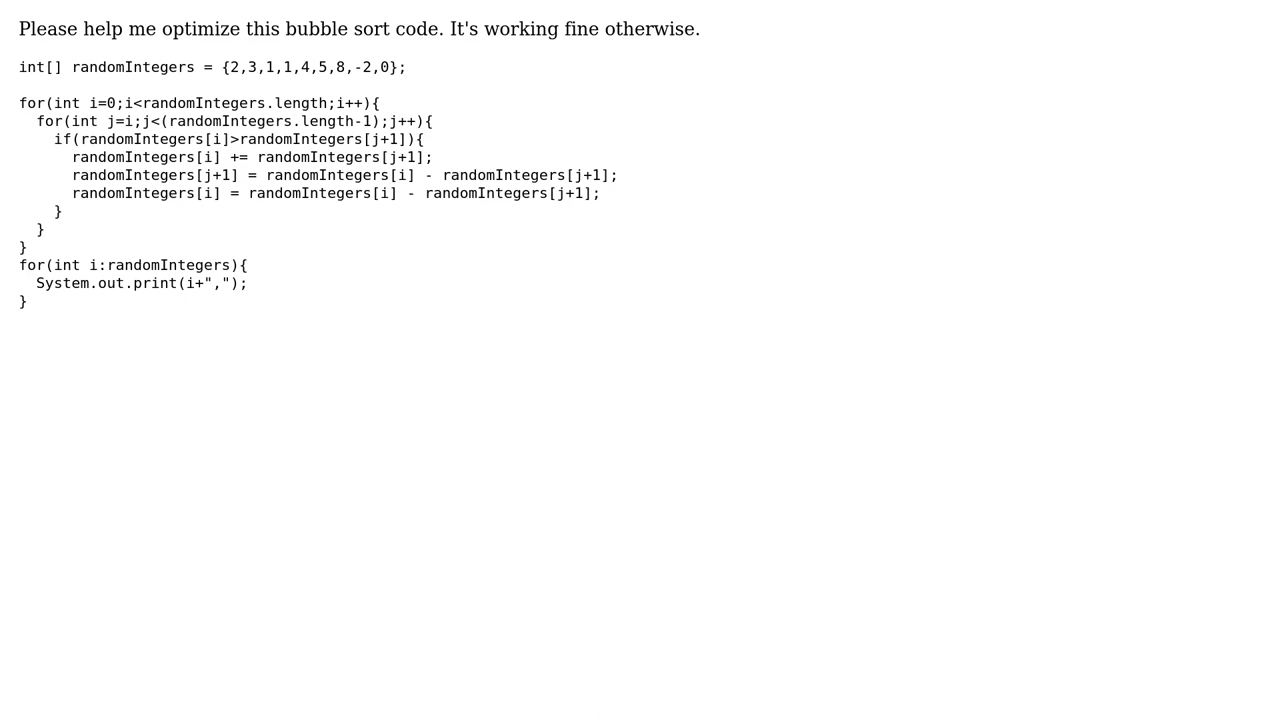 Please help me optimize this bubble sort code. It's working fine otherwise.
int[] randomIntegers = {2,3,1,1,4,5,8,-2,0};
for(int i=0;i<randomIntegers.length;i++){
  for(int j=i;j<(randomIntegers.length-1);j++){
    if(randomIntegers[i]>randomIntegers[j+1]){
      randomIntegers[i] += randomIntegers[j+1];
      randomIntegers[j+1] = randomIntegers[i] - randomIntegers[j+1];
      randomIntegers[i] = randomIntegers[i] - randomIntegers[j+1];
    }
  }
}
for(int i:randomIntegers){
  System.out.print(i+",");
}